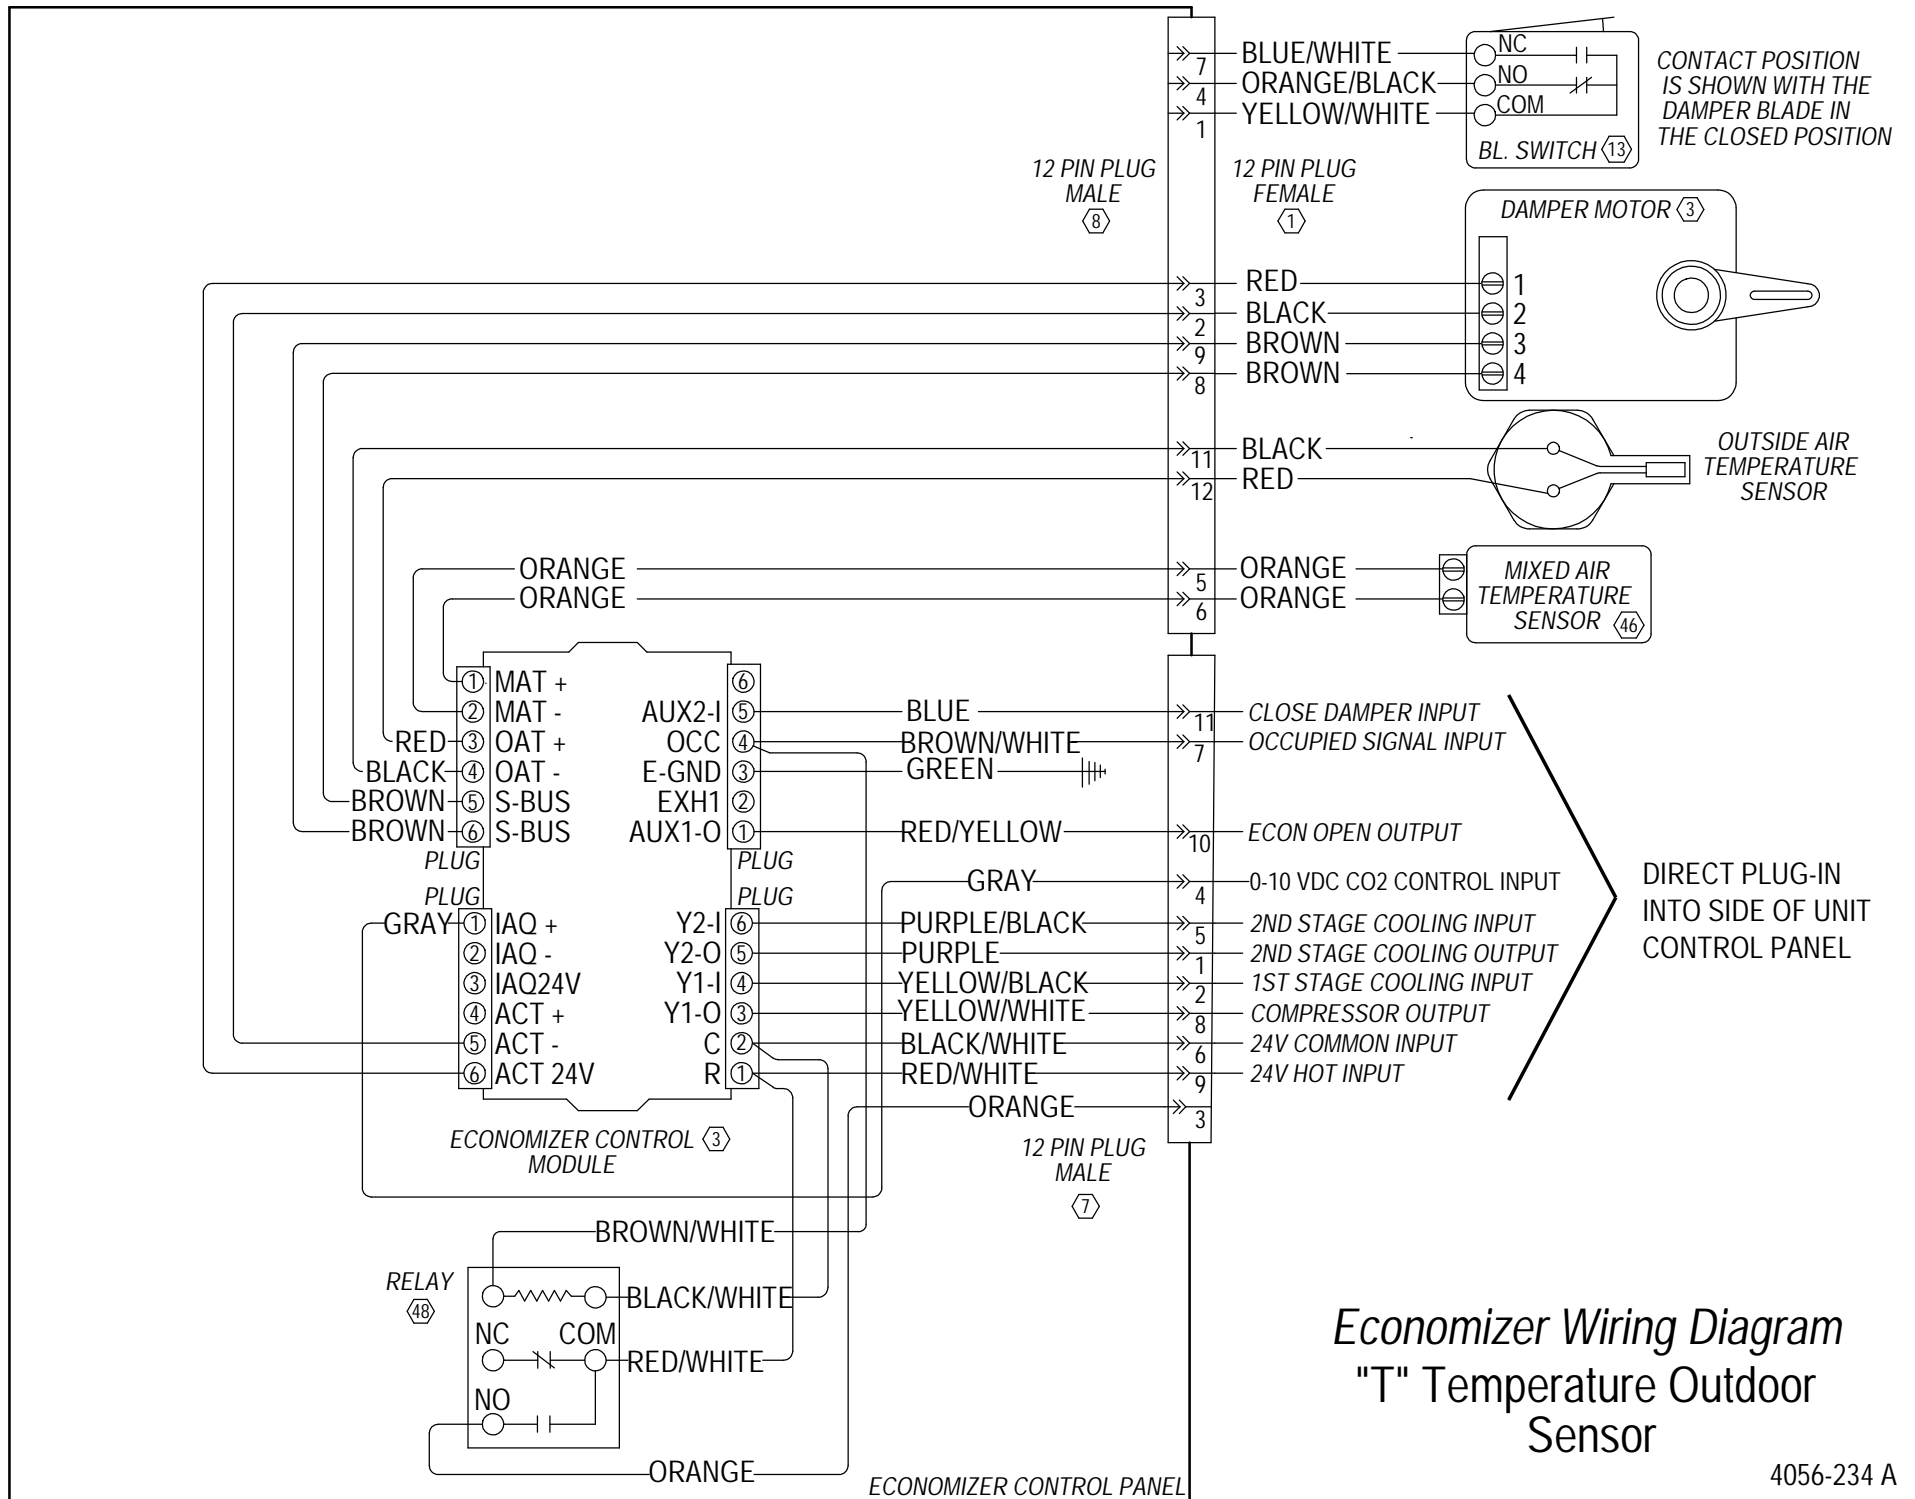 7
BLUE/WHITE
NC
4
ORANGE/BLACK
NO
1
YELLOW/WHITE
COM
BL. SWITCH 13
CONTACT POSITION
IS SHOWN WITH THE
DAMPER BLADE IN
THE CLOSED POSITION
12 PIN PLUG
MALE
8
12 PIN PLUG
FEMALE
1
DAMPER MOTOR 3
3
RED
1
2
BLACK
2
9
BROWN
3
8
BROWN
4
11
BLACK
12
RED
OUTSIDE AIR
TEMPERATURE
SENSOR
ORANGE
5
ORANGE
ORANGE
6
ORANGE
MIXED AIR
TEMPERATURE
SENSOR 46
1 MAT +
2 MAT -
RED 3 OAT +
BLACK 4 OAT -
BROWN 5 S-BUS
BROWN 6 S-BUS
PLUG
6
AUX2-I 5 BLUE 11 CLOSE DAMPER INPUT
OCC 4 BROWN/WHITE 7 OCCUPIED SIGNAL INPUT
E-GND 3 GREEN
EXH1 2
AUX1-O 1 RED/YELLOW 10 ECON OPEN OUTPUT
PLUG
PLUG
GRAY 1 IAQ +
2 IAQ -
3 IAQ24V
4 ACT +
5 ACT -
6 ACT 24V
PLUG
GRAY 4 0-10 VDC CO2 CONTROL INPUT
Y2-I 6 PURPLE/BLACK 5 2ND STAGE COOLING INPUT
Y2-O 5 PURPLE 1 2ND STAGE COOLING OUTPUT
Y1-I 4 YELLOW/BLACK 2 1ST STAGE COOLING INPUT
Y1-O 3 YELLOW/WHITE 8 COMPRESSOR OUTPUT
C 2 BLACK/WHITE 6 24V COMMON INPUT
R 1 RED/WHITE 9 24V HOT INPUT
ORANGE 3
DIRECT PLUG-IN
INTO SIDE OF UNIT
CONTROL PANEL
ECONOMIZER CONTROL 3
MODULE
12 PIN PLUG
MALE
7
BROWN/WHITE
RELAY
48
BLACK/WHITE
NC COM
RED/WHITE
NO
ORANGE
ECONOMIZER CONTROL PANEL
Economizer Wiring Diagram
"T" Temperature Outdoor
Sensor
4056-234 A